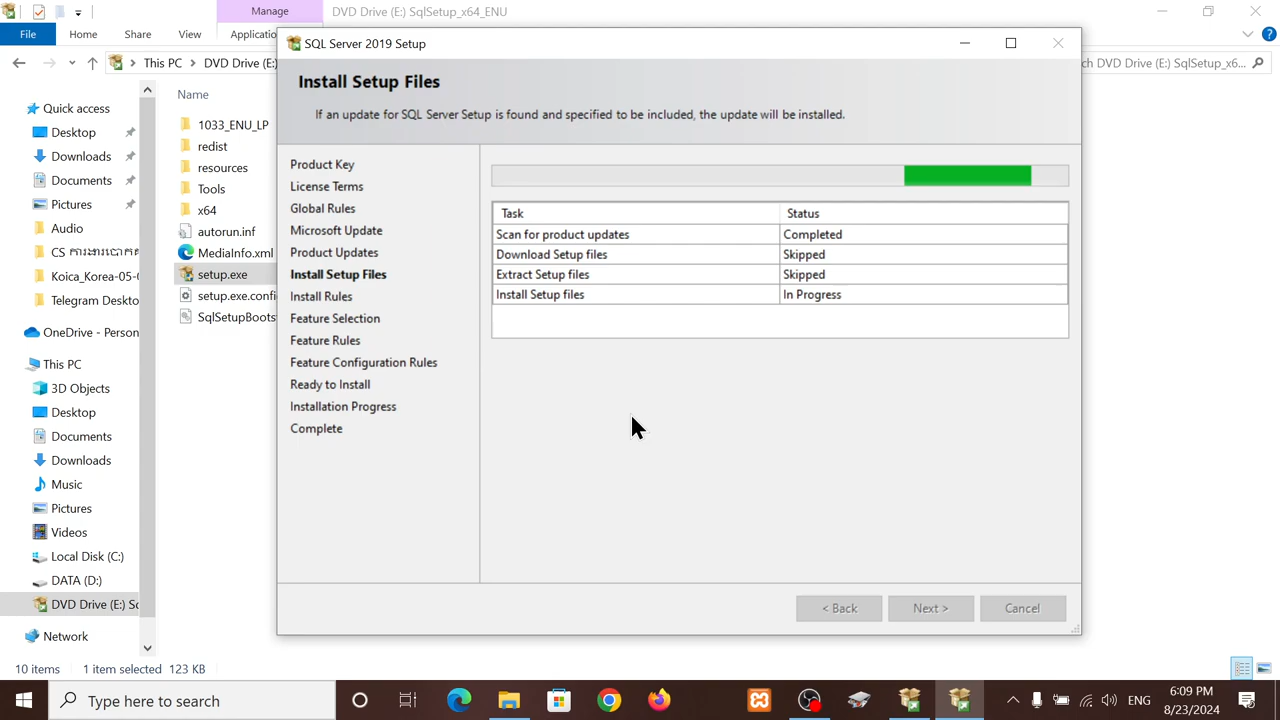 Manage
DVD Drive (E:) SqlSetup_x64_ENU
File
Home
Share
View
Applicatio
This PC
DVD Drive (E:
ch DVD Drive (E:) SqlSetup_x6...
SQL Server 2019 Setup
Install Setup Files
If an update for SQL Server Setup is found and specified to be included, the update will be installed.
Quick access
Desktop
Downloads
Documents
Pictures
Audio
CS ការងារបោត
Koica_Korea-05-0
Telegram Deskto
OneDrive - Person
This PC
3D Objects
Desktop
Documents
Downloads
Music
Pictures
Videos
Local Disk (C:)
DATA (D:)
DVD Drive (E:) Sc
Network
Name
1033_ENU_LP
redist
resources
Tools
x64
autorun.inf
MediaInfo.xml
setup.exe
setup.exe.confi
SqlSetupBoots
Product Key
License Terms
Global Rules
Microsoft Update
Product Updates
Install Setup Files
Install Rules
Feature Selection
Feature Rules
Feature Configuration Rules
Ready to Install
Installation Progress
Complete
Task Status
Scan for product updates Completed
Download Setup files Skipped
Extract Setup files Skipped
Install Setup files In Progress
< Back
Next >
Cancel
10 items
1 item selected 123 KB
Type here to search
ENG
6:09 PM
8/23/2024